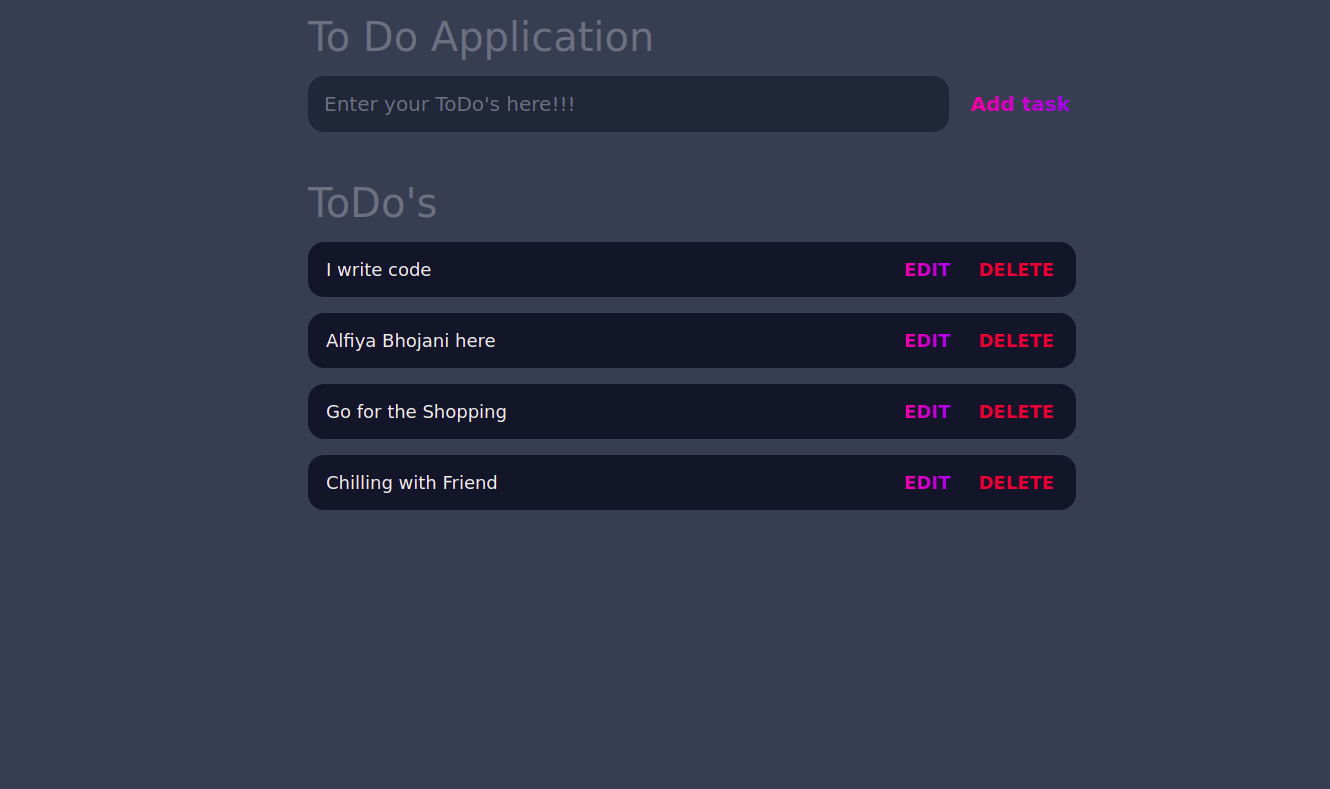 To Do Application
Enter your ToDo's here!!!
Add task
ToDo's
I write code EDIT DELETE
Alfiya Bhojani here EDIT DELETE
Go for the Shopping EDIT DELETE
Chilling with Friend EDIT DELETE